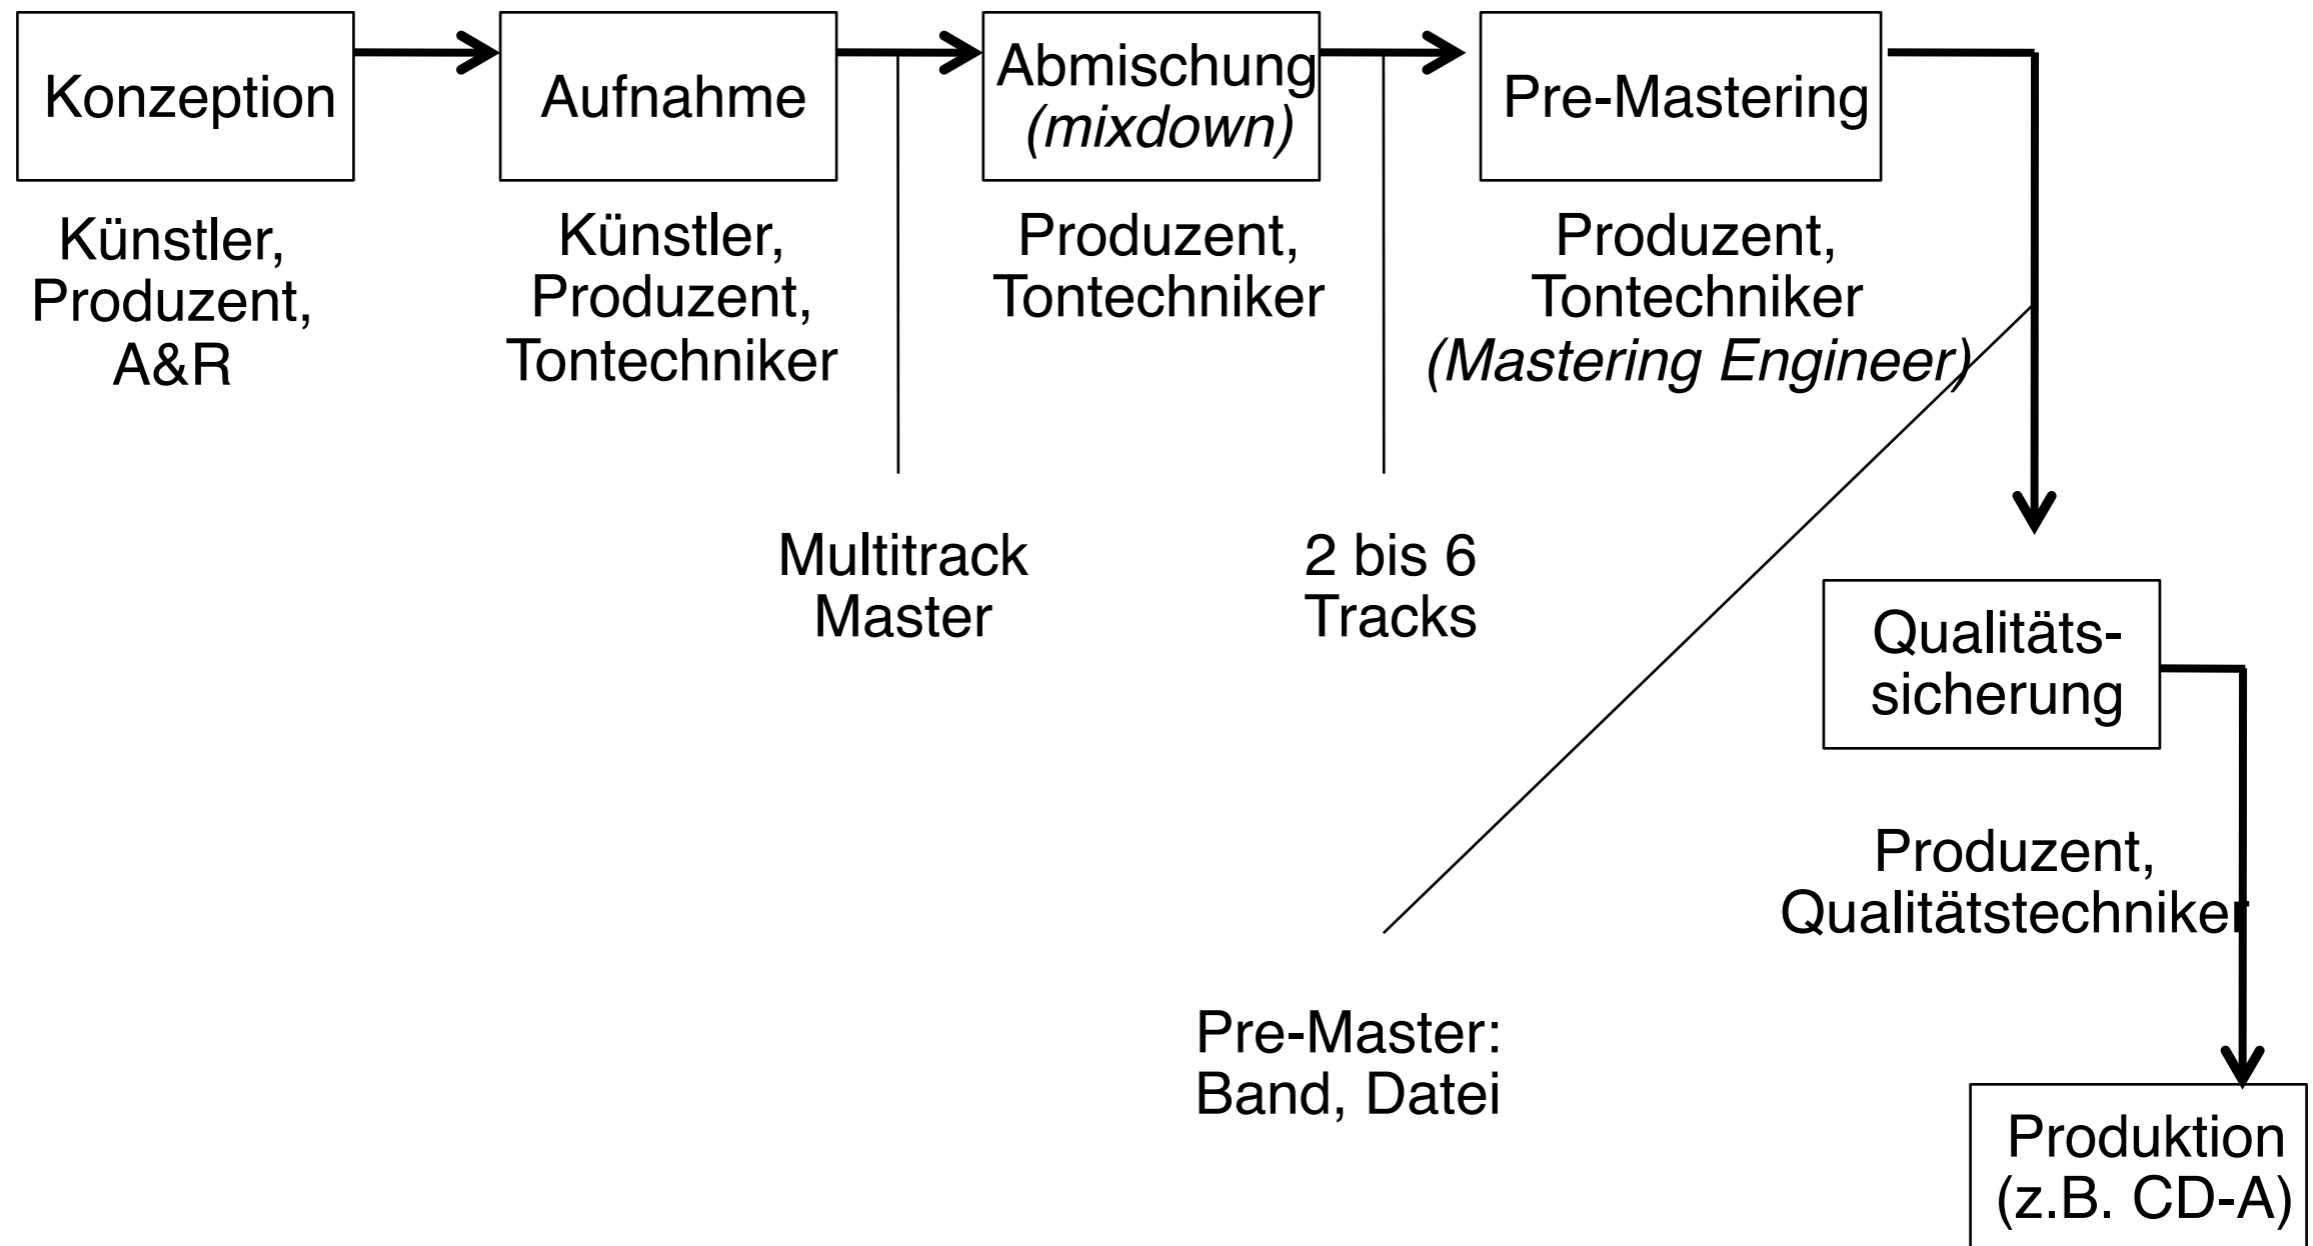 Konzeption
Aufnahme
Abmischung
(mixdown)
Pre-Mastering
Künstler,
Produzent,
A&R
Künstler,
Produzent,
Tontechniker
Produzent,
Tontechniker
Produzent,
Tontechniker
(Mastering Engineer)
Multitrack
Master
2 bis 6
Tracks
Qualitäts-
sicherung
Produzent,
Qualitätstechniker
Pre-Master:
Band, Datei
Produktion
(z.B. CD-A)